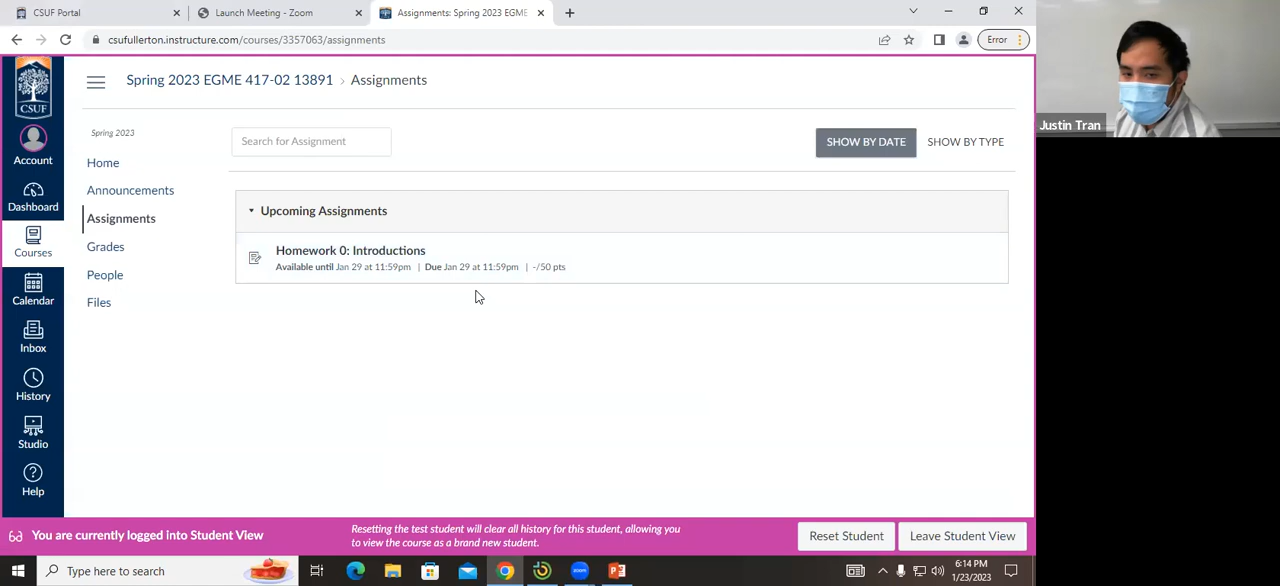 CSUF Portal
Launch Meeting - Zoom
Assignments: Spring 2023 EGME
csufullerton.instructure.com/courses/3357063/assignments
Error
CSUF
Account
Dashboard
Courses
Calendar
Inbox
History
Studio
Help
Spring 2023 EGME 417-02 13891 › Assignments
Spring 2023
Home
Announcements
Assignments
Grades
People
Files
Search for Assignment
SHOW BY DATE
SHOW BY TYPE
Upcoming Assignments
Homework 0: Introductions
Available until Jan 29 at 11:59pm | Due Jan 29 at 11:59pm | -/50 pts
Justin Tran
You are currently logged into Student View
Resetting the test student will clear all history for this student, allowing you
to view the course as a brand new student.
Reset Student
Leave Student View
Type here to search
zoom
6:14 PM
1/23/2023